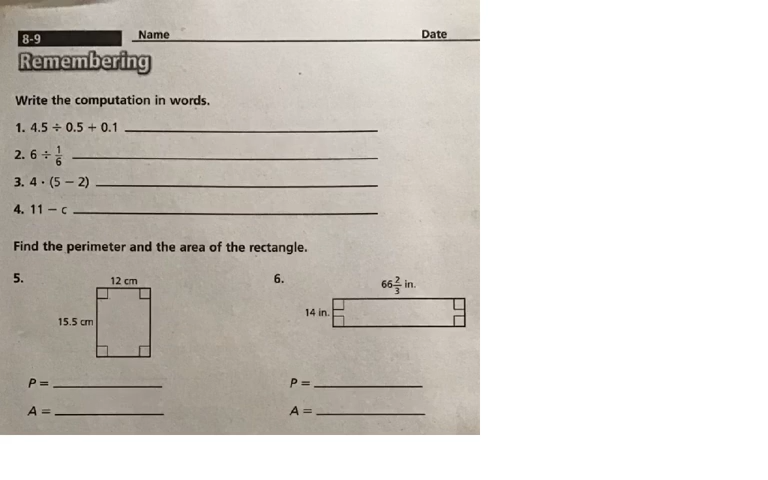 8-9 Name Date
Remembering
Write the computation in words.
1. 4.5 ÷ 0.5 + 0.1
2. 6 ÷ 1/6
3. 4 · (5 − 2)
4. 11 − c
Find the perimeter and the area of the rectangle.
5.
12 cm
15.5 cm
P =
A =
6.
66 2/3 in.
14 in.
P =
A =